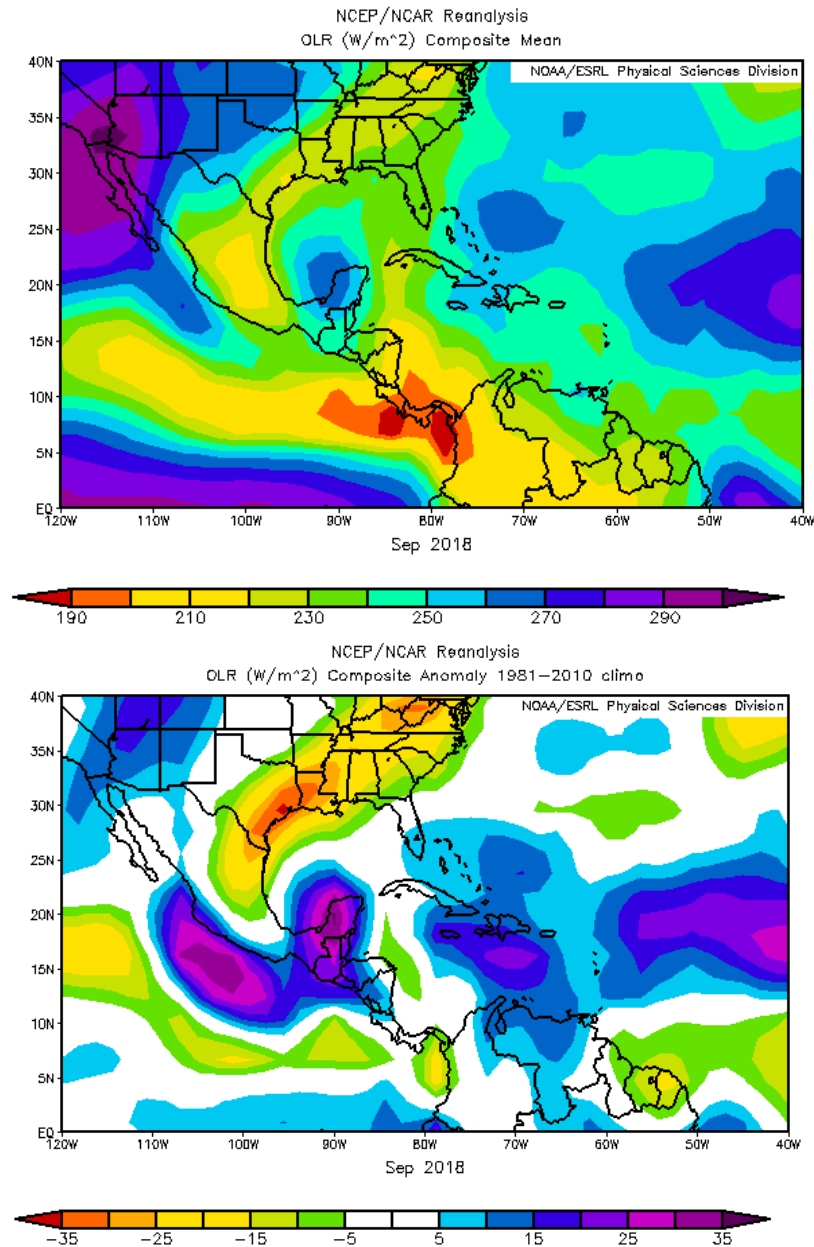 NCEP/NCAR Reanalysis
OLR (W/m^2) Composite Mean
NOAA/ESRL Physical Sciences Division
40N
35N
30N
25N
20N
15N
10N
5N
EQ
120W 110W 100W 90W 80W 70W 60W 50W 40W
Sep 2018
190 210 230 250 270 290
NCEP/NCAR Reanalysis
OLR (W/m^2) Composite Anomaly 1981-2010 climo
NOAA/ESRL Physical Sciences Division
40N
35N
30N
25N
20N
15N
10N
5N
EQ
120W 110W 100W 90W 80W 70W 60W 50W 40W
Sep 2018
-35 -25 -15 -5 5 15 25 35